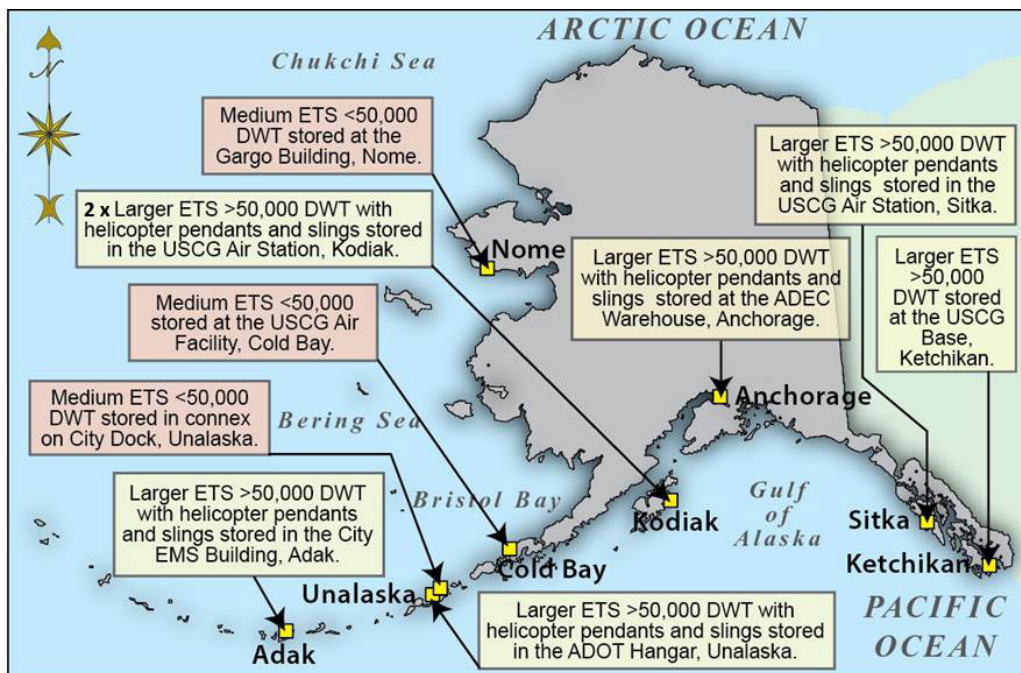 ARCTIC OCEAN
Chukchi Sea
N
Medium ETS <50,000
DWT stored at the
Gargo Building, Nome.
Larger ETS >50,000 DWT
with helicopter pendants
and slings stored in the
USCG Air Station, Sitka.
2 x Larger ETS >50,000 DWT with
helicopter pendants and slings stored
in the USCG Air Station, Kodiak.
Nome
Larger ETS >50,000 DWT
with helicopter pendants and
slings stored at the ADEC
Warehouse, Anchorage.
Larger ETS
>50,000
DWT stored
at the USCG
Base,
Ketchikan.
Medium ETS <50,000
stored at the USCG Air
Facility, Cold Bay.
Medium ETS <50,000
DWT stored in connex
on City Dock, Unalaska.
Bering Sea
Anchorage
Larger ETS >50,000 DWT
with helicopter pendants
and slings stored in the City
EMS Building, Adak.
Bristol Bay
Kodiak
Gulf
of
Alaska
Sitka
Cold Bay
Ketchikan
Unalaska
Adak
Larger ETS >50,000 DWT with
helicopter pendants and slings stored
in the ADOT Hangar, Unalaska.
PACIFIC
OCEAN